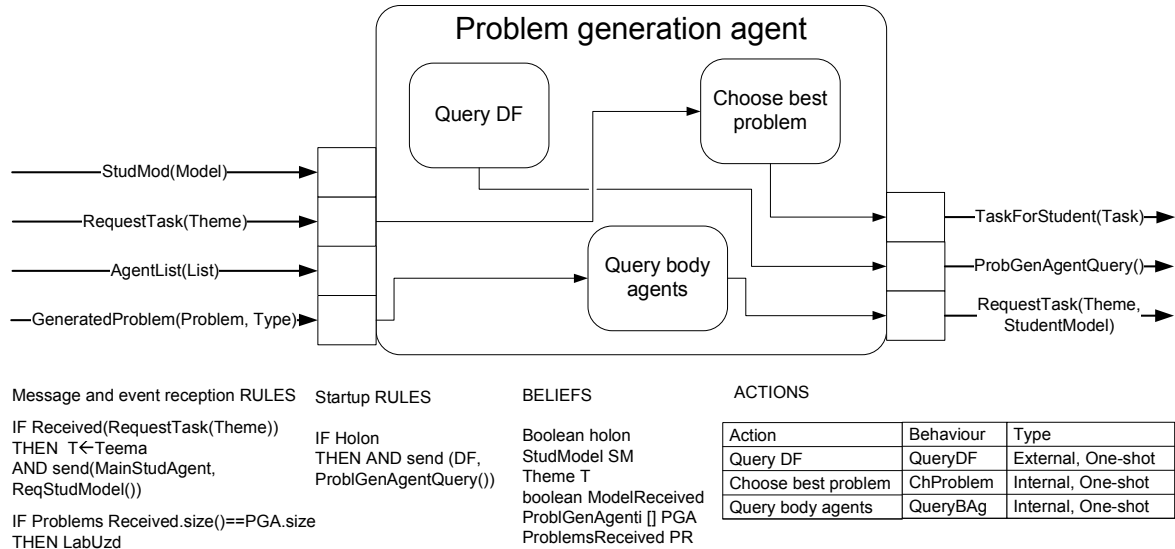 Problem generation agent
Query DF
Choose best
problem
StudMod(Model)
RequestTask(Theme)
AgentList(List)
GeneratedProblem(Problem, Type)
Query body
agents
TaskForStudent(Task)
ProbGenAgentQuery()
RequestTask(Theme,
StudentModel)
Message and event reception RULES
IF Received(RequestTask(Theme))
THEN T←Teema
AND send(MainStudAgent,
ReqStudModel())
IF Problems Received.size()==PGA.size
THEN LabUzd
Startup RULES
IF Holon
THEN AND send (DF,
ProblGenAgentQuery())
BELIEFS
Boolean holon
StudModel SM
Theme T
boolean ModelReceived
ProblGenAgenti [] PGA
ProblemsReceived PR
ACTIONS
Action Behaviour Type
Query DF QueryDF External, One-shot
Choose best problem ChProblem Internal, One-shot
Query body agents QueryBAg Internal, One-shot